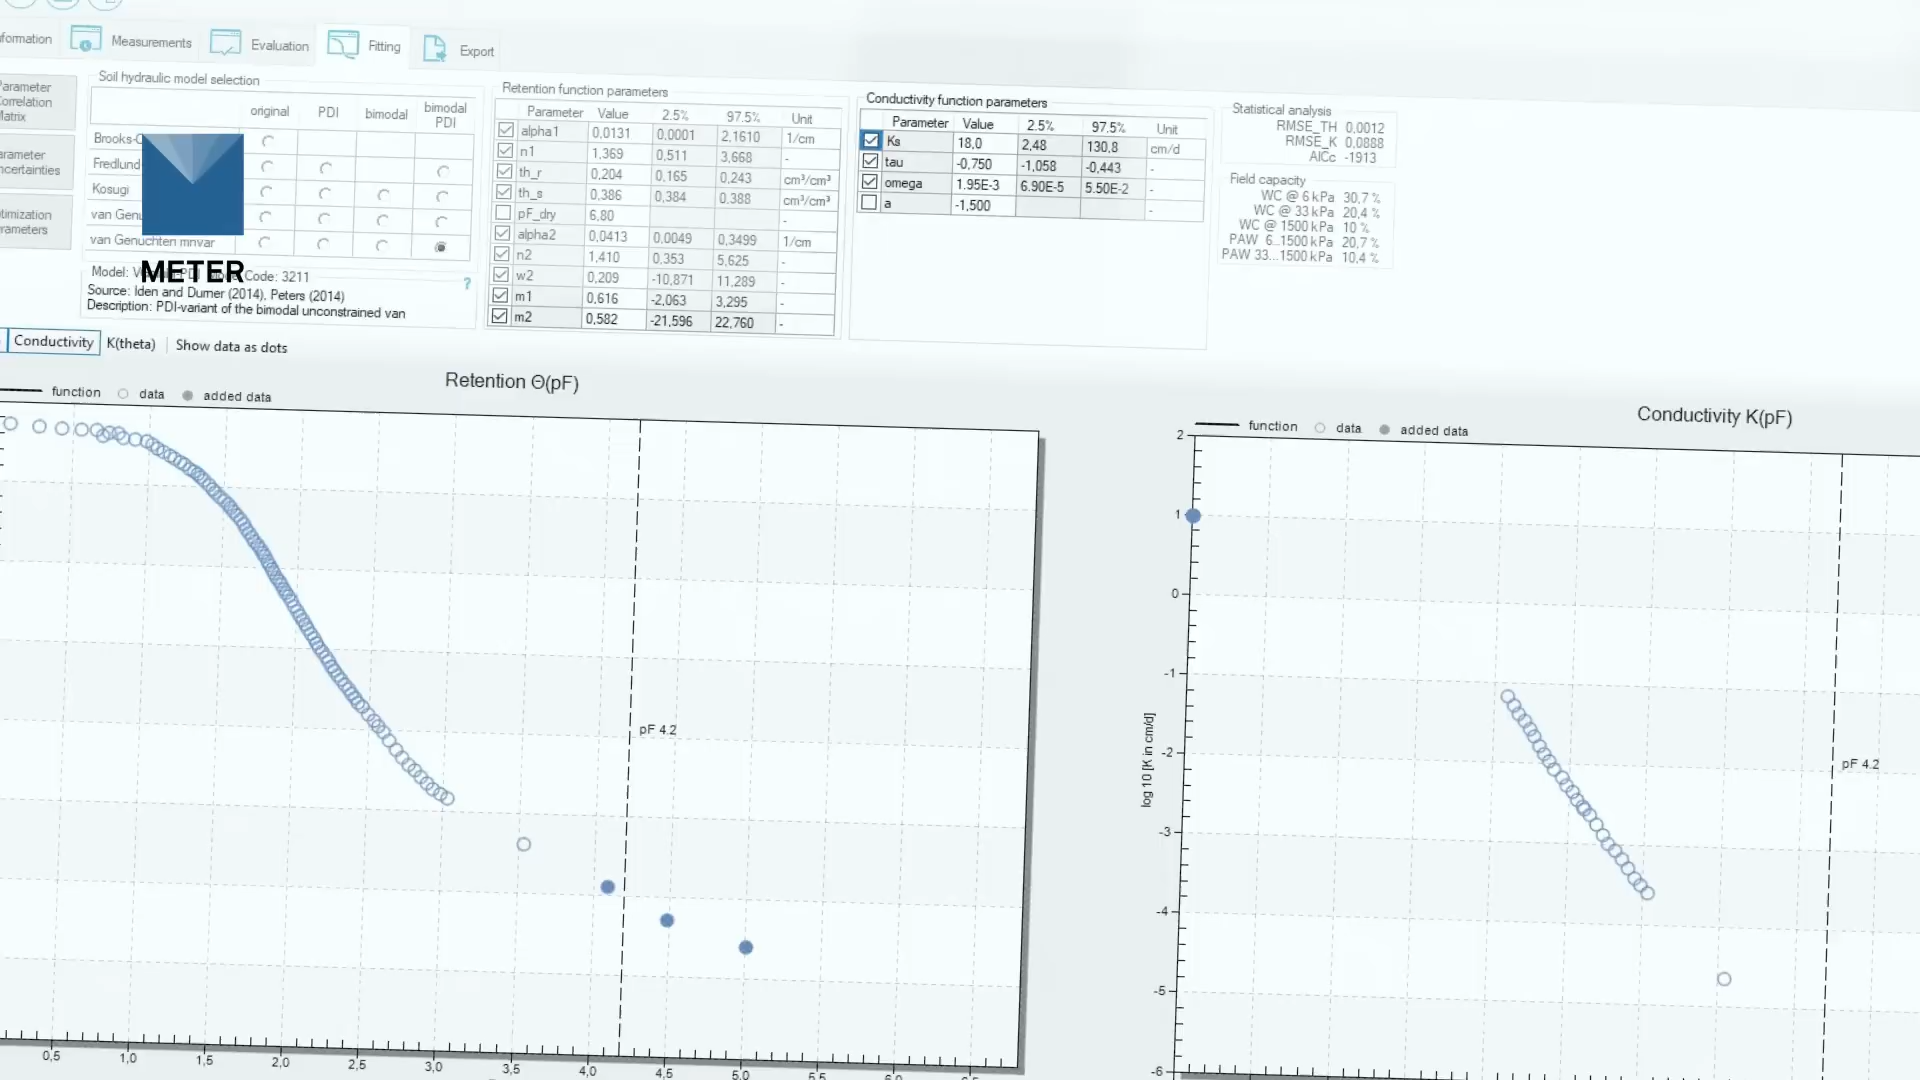 Measurements
Evaluation
Fitting
Export
Soil hydraulic model selection
original PDI bimodal bimodal PDI
Kosugi
van Genuchten mnvar
METER
Code: 3211
Source: Iden and Durner (2014), Peters (2014)
Description: PDI-variant of the bimodal unconstrained van
?
Retention function parameters
Parameter Value 2.5% 97.5% Unit
alpha1 0,0131 0,0001 2,1610 1/cm
n1 1,369 0,511 3,668 -
th_r 0,204 0,165 0,243 cm³/cm³
th_s 0,386 0,384 0,388 cm³/cm³
pF_dry 6,80 -
alpha2 0,0413 0,0049 0,3499 1/cm
n2 1,410 0,353 5,625 -
w2 0,209 -10,871 11,289 -
m1 0,616 -2,063 3,295 -
m2 0,582 -21,596 22,760 -
Conductivity function parameters
Parameter Value 2.5% 97.5% Unit
Ks 18,0 2,48 130,8 cm/d
tau -0,750 -1,058 -0,443 -
omega 1.95E-3 6.90E-5 5.50E-2 -
a -1,500 -
Statistical analysis
RMSE_TH 0,0012
RMSE_K 0,0888
AICc -1913
Field capacity
WC @ 6 kPa 30,7 %
WC @ 33 kPa 20,4 %
WC @ 1500 kPa 10 %
PAW 6...1500 kPa 20,7 %
PAW 33...1500 kPa 10,4 %
Conductivity K(theta) Show data as dots
Retention Θ(pF)
function data added data
pF 4.2
0,5 1,0 1,5 2,0 2,5 3,0 3,5 4,0 4,5 5,0 5,5 6,0
Conductivity K(pF)
function data added data
2
1
0
-1
-2
-3
-4
-5
-6
log 10 [K in cm/d]
pF 4.2